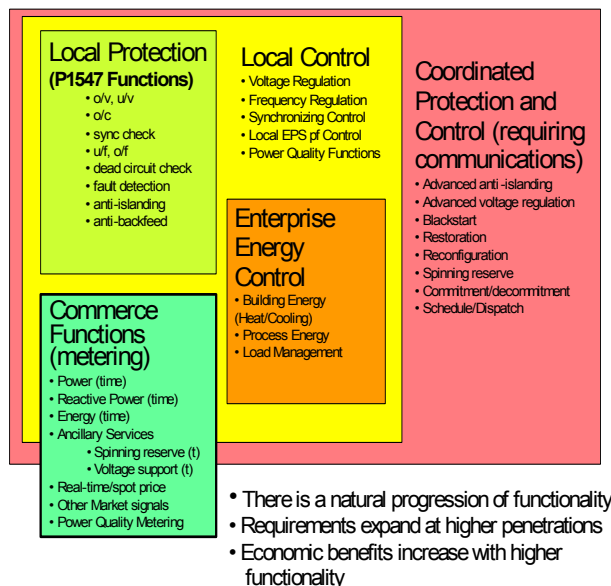 Local Protection
(P1547 Functions)
• o/v, u/v
• o/c
• sync check
• u/f, o/f
• dead circuit check
• fault detection
• anti-islanding
• anti-backfeed
Local Control
• Voltage Regulation
• Frequency Regulation
• Synchronizing Control
• Local EPS pf Control
• Power Quality Functions
Coordinated
Protection and
Control (requiring
communications)
• Advanced anti-islanding
• Advanced voltage regulation
• Blackstart
• Restoration
• Reconfiguration
• Spinning reserve
• Commitment/decommitment
• Schedule/Dispatch
Enterprise
Energy
Control
• Building Energy
(Heat/Cooling)
• Process Energy
• Load Management
Commerce
Functions
(metering)
• Power (time)
• Reactive Power (time)
• Energy (time)
• Ancillary Services
• Spinning reserve (t)
• Voltage support (t)
• Real-time/spot price
• Other Market signals
• Power Quality Metering
• There is a natural progression of functionality
• Requirements expand at higher penetrations
• Economic benefits increase with higher
functionality